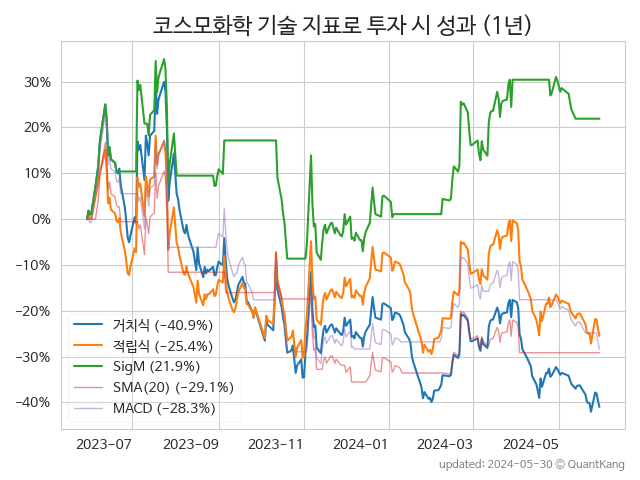 코스모화학 기술 지표로 투자 시 성과 (1년)
30%
20%
10%
0%
−10%
−20%
−30%
−40%
거치식 (−40.9%)
적립식 (−25.4%)
SigM (21.9%)
SMA(20) (−29.1%)
MACD (−28.3%)
2023−07 2023−09 2023−11 2024−01 2024−03 2024−05
updated: 2024-05-30 © QuantKang